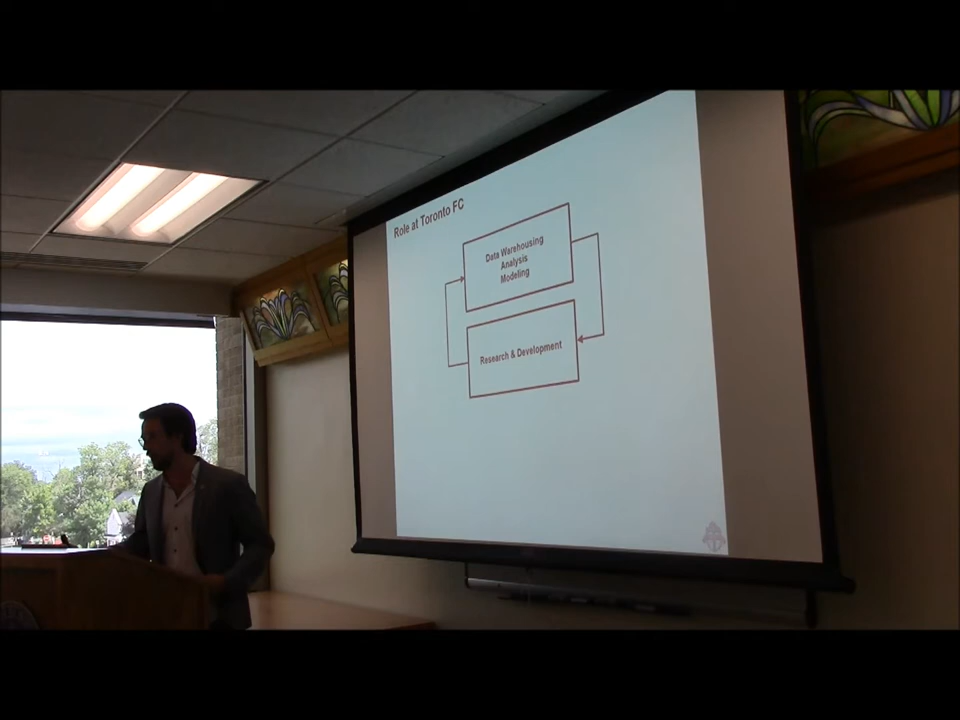 Role at Toronto FC
Data Warehousing
Analysis
Modeling
Research & Development